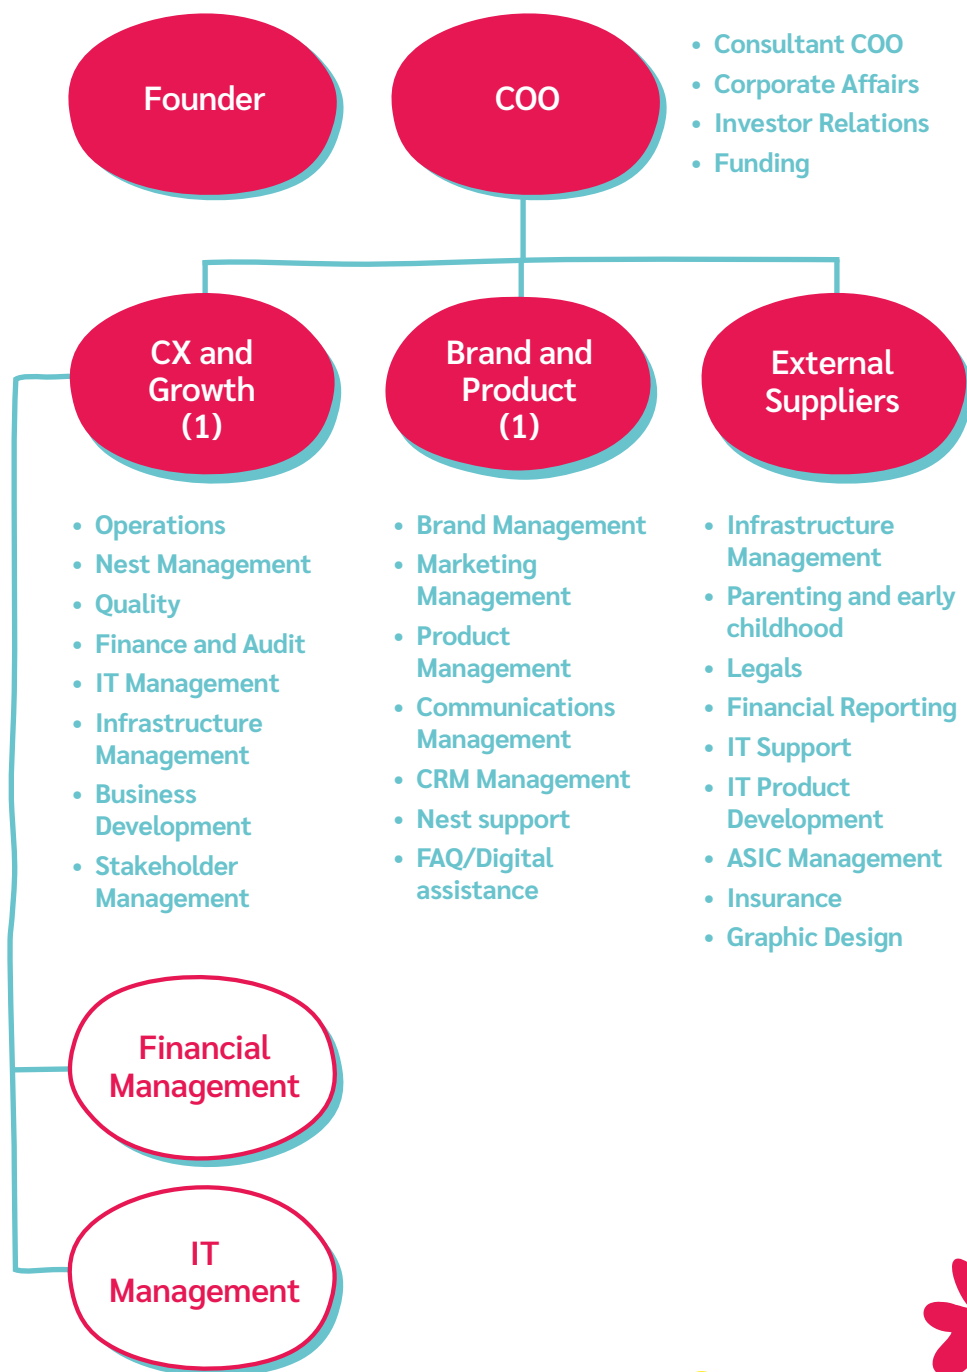 Founder
COO
• Consultant COO
• Corporate Affairs
• Investor Relations
• Funding
CX and
Growth
(1)
Brand and
Product
(1)
External
Suppliers
• Operations
• Nest Management
• Quality
• Finance and Audit
• IT Management
• Infrastructure
Management
• Business
Development
• Stakeholder
Management
• Brand Management
• Marketing
Management
• Product
Management
• Communications
Management
• CRM Management
• Nest support
• FAQ/Digital
assistance
• Infrastructure
Management
• Parenting and early
childhood
• Legals
• Financial Reporting
• IT Support
• IT Product
Development
• ASIC Management
• Insurance
• Graphic Design
Financial
Management
IT
Management